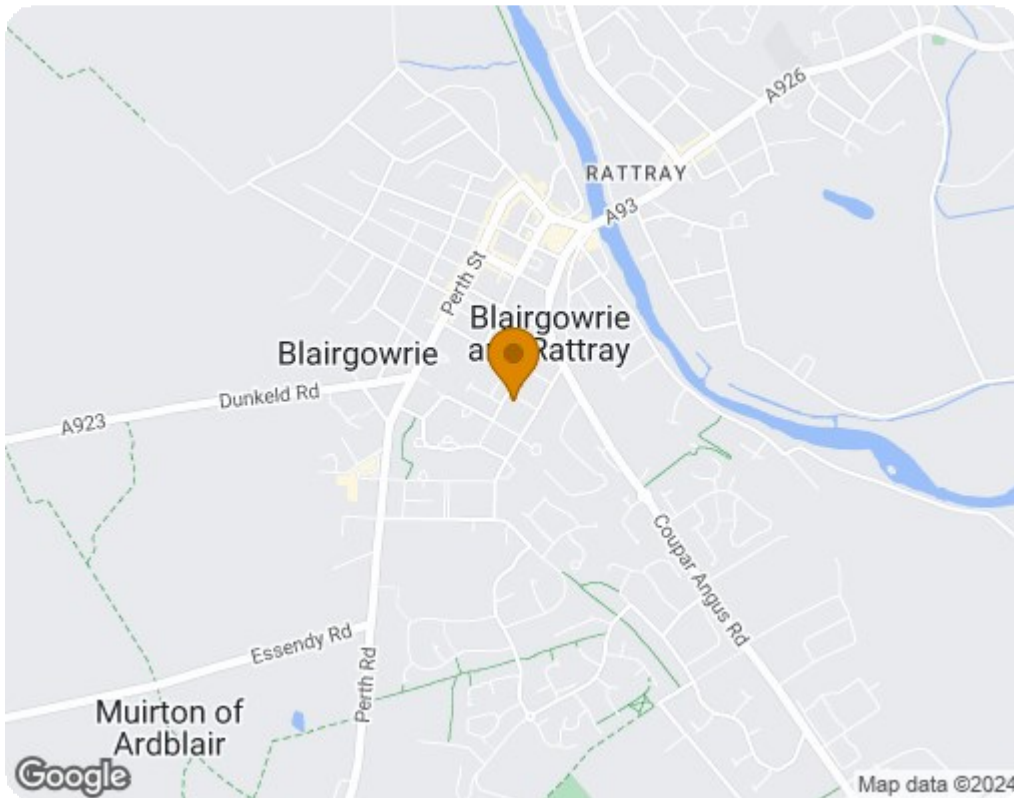 A926
RATTRAY
A93
Perth St
Blairgowrie
and Rattray
Blairgowrie
Dunkeld Rd
A923
Coupar Angus Rd
Essendy Rd
Perth Rd
Muirton of
Ardblair
Google
Map data ©2024